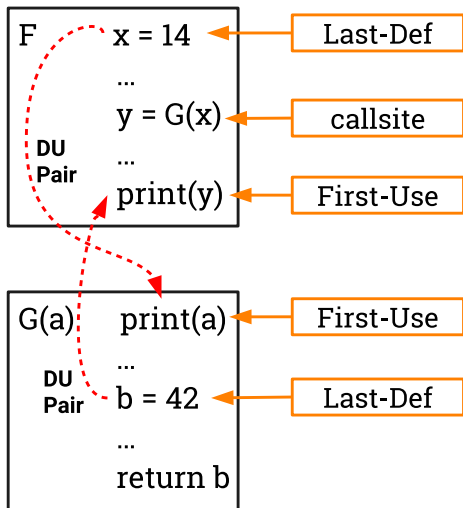 F x = 14 Last-Def
...
y = G(x) callsite
DU
Pair
...
print(y) First-Use
G(a) print(a) First-Use
...
DU
Pair
b = 42 Last-Def
...
return b